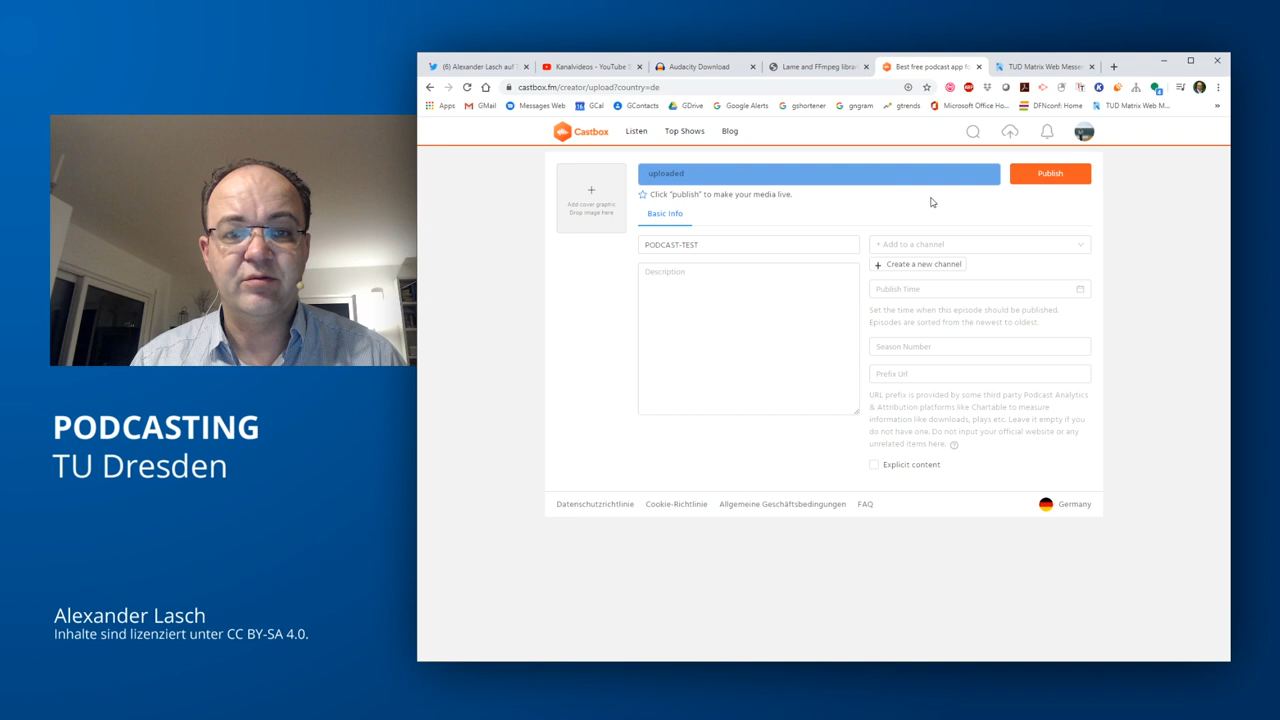 (6) Alexander Lasch auf
Kanalvideos - YouTube
Audacity Download
Lame and FFmpeg libra
Best free podcast app fo
TUD Matrix Web Messe
castbox.fm/creator/upload?country=de
Apps
GMail
Messages Web
GCal
GContacts
GDrive
Google Alerts
gshortener
gngram
gtrends
Microsoft Office Ho...
DFNconf: Home
TUD Matrix Web M...
Castbox
Listen
Top Shows
Blog
uploaded
Publish
Add cover graphic
Drop image here
Click "publish" to make your media live.
Basic Info
PODCAST-TEST
+ Add to a channel
Description
+ Create a new channel
Publish Time
Set the time when this episode should be published.
Episodes are sorted from the newest to oldest.
Season Number
Prefix Url
URL prefix is provided by some third party Podcast Analytics
& Attribution platforms like Chartable to measure
information like downloads, plays etc. Leave it empty if you
do not have one. Do not input your official website or any
unrelated items here.
Explicit content
Datenschutzrichtlinie
Cookie-Richtlinie
Allgemeine Geschäftsbedingungen
FAQ
Germany
PODCASTING
TU Dresden
Alexander Lasch
Inhalte sind lizenziert unter CC BY-SA 4.0.